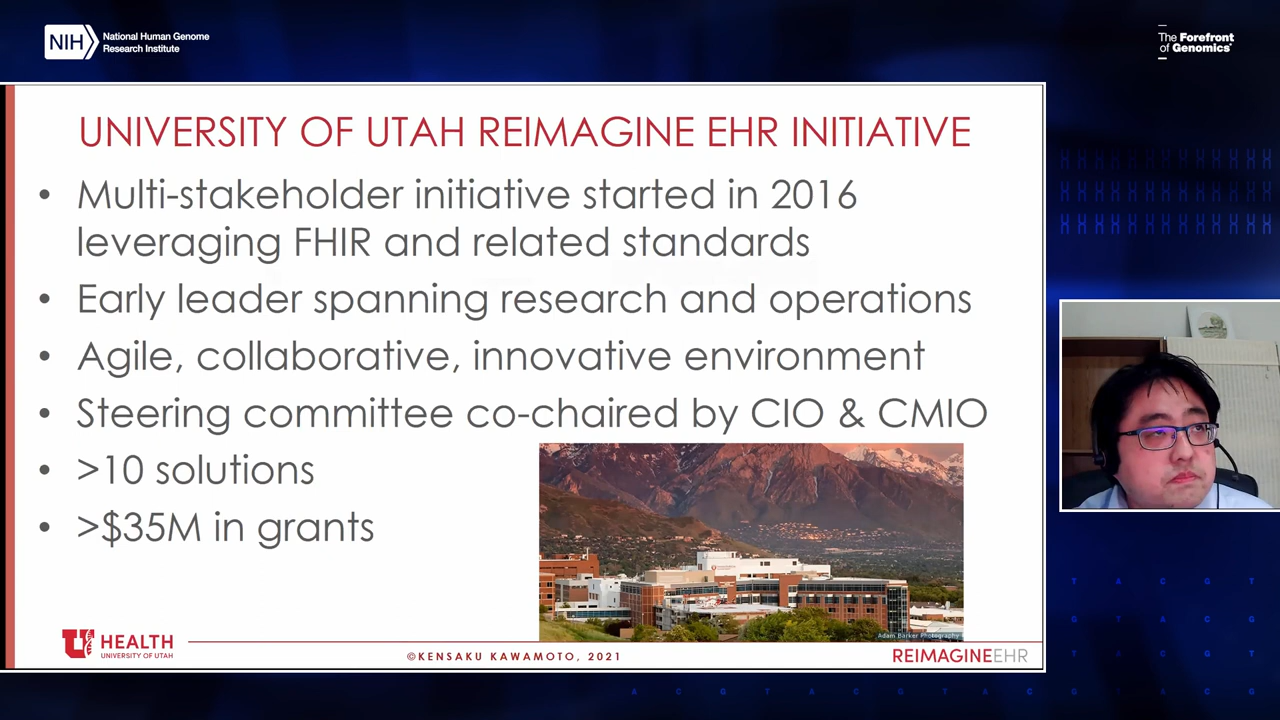 NIH
National Human Genome
Research Institute
The Forefront
of Genomics®
UNIVERSITY OF UTAH REIMAGINE EHR INITIATIVE
• Multi-stakeholder initiative started in 2016
leveraging FHIR and related standards
• Early leader spanning research and operations
• Agile, collaborative, innovative environment
• Steering committee co-chaired by CIO & CMIO
• >10 solutions
• >$35M in grants
Adam Barker Photography
U HEALTH
UNIVERSITY OF UTAH
©KENSAKU KAWAMOTO, 2021
REIMAGINEEHR
T A C G T
A C Q T A C G T A C G T A C G